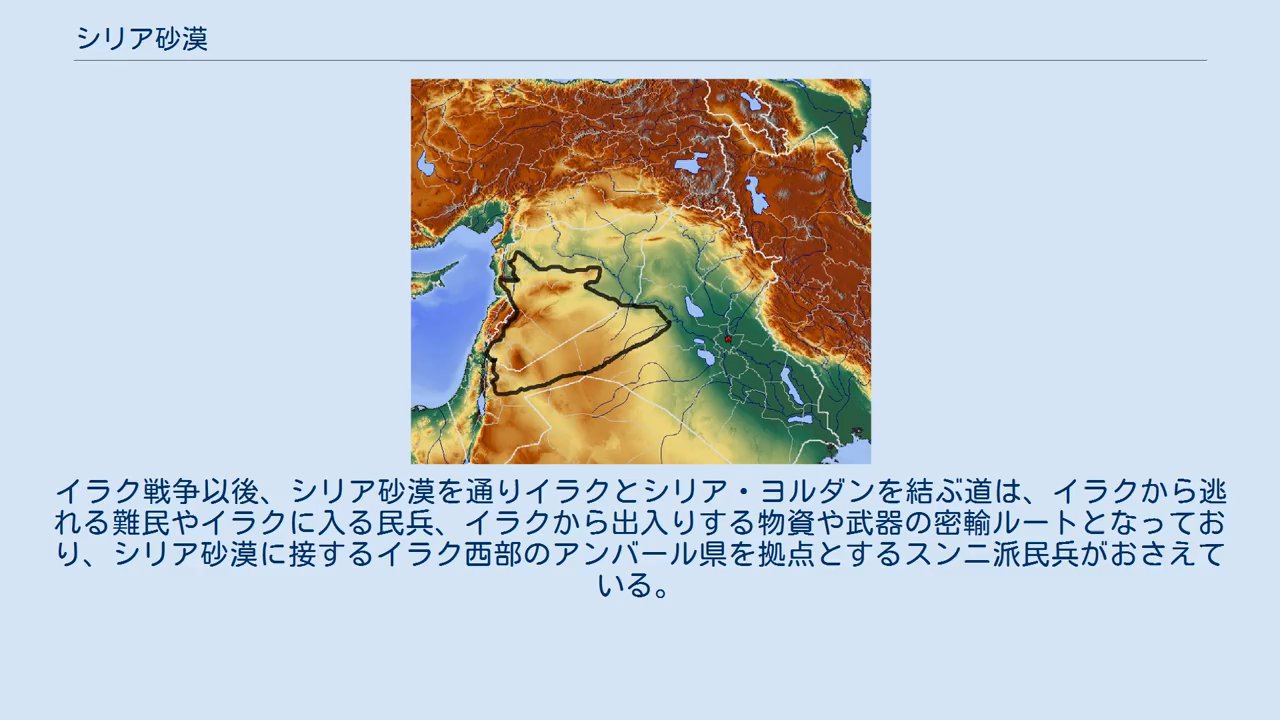 シリア砂漠
イラク戦争以後、シリア砂漠を通りイラクとシリア・ヨルダンを結ぶ道は、イラクから逃
れる難民やイラクに入る民兵、イラクから出入りする物資や武器の密輸ルートとなってお
り、シリア砂漠に接するイラク西部のアンバール県を拠点とするスンニ派民兵がおさえて
いる。